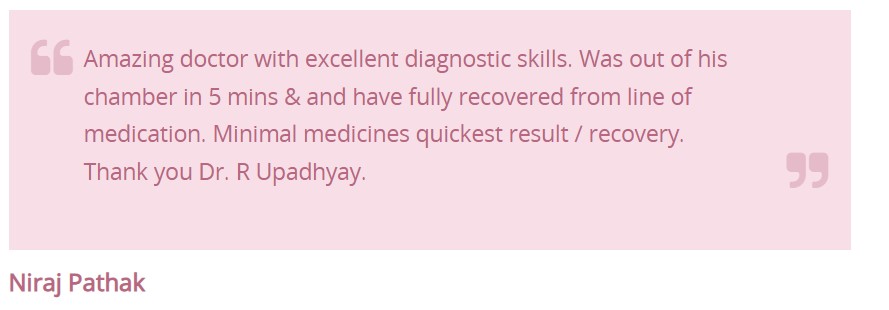 Amazing doctor with excellent diagnostic skills. Was out of his
chamber in 5 mins & and have fully recovered from line of
medication. Minimal medicines quickest result / recovery.
Thank you Dr. R Upadhyay.
Niraj Pathak